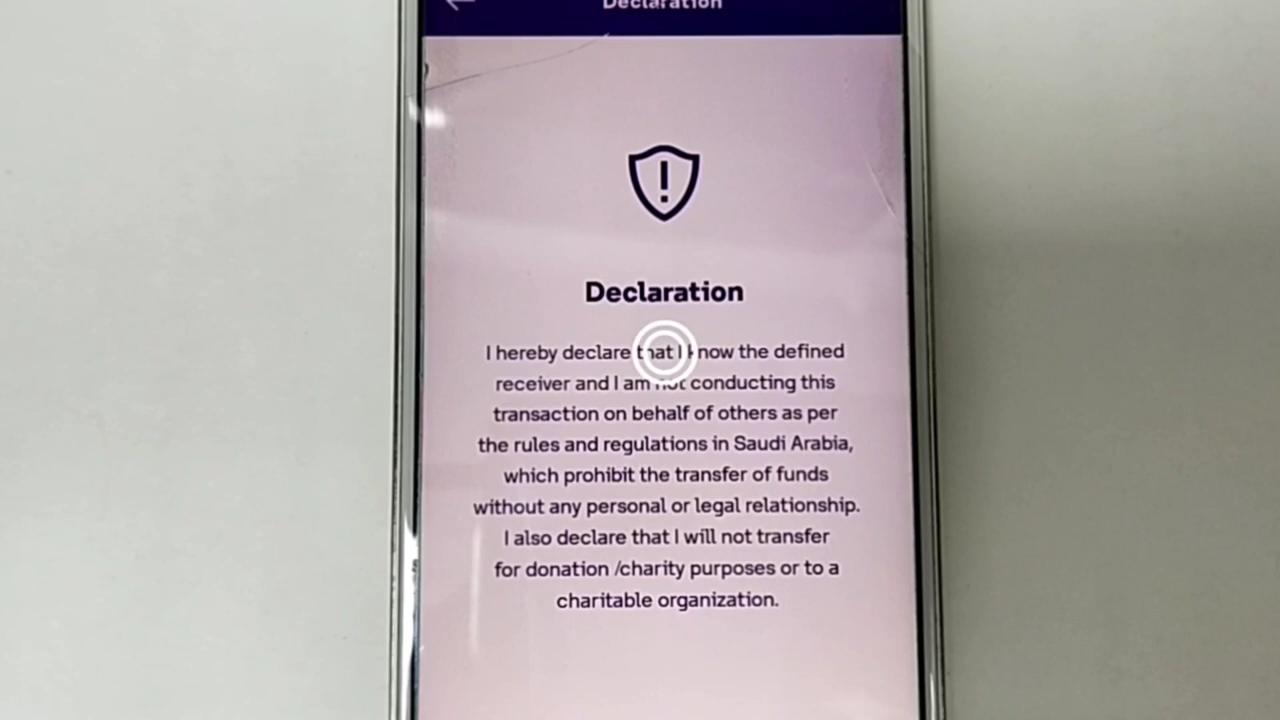 Declaration
Declaration
I hereby declare that I know the defined
receiver and I am not conducting this
transaction on behalf of others as per
the rules and regulations in Saudi Arabia,
which prohibit the transfer of funds
without any personal or legal relationship.
I also declare that I will not transfer
for donation /charity purposes or to a
charitable organization.